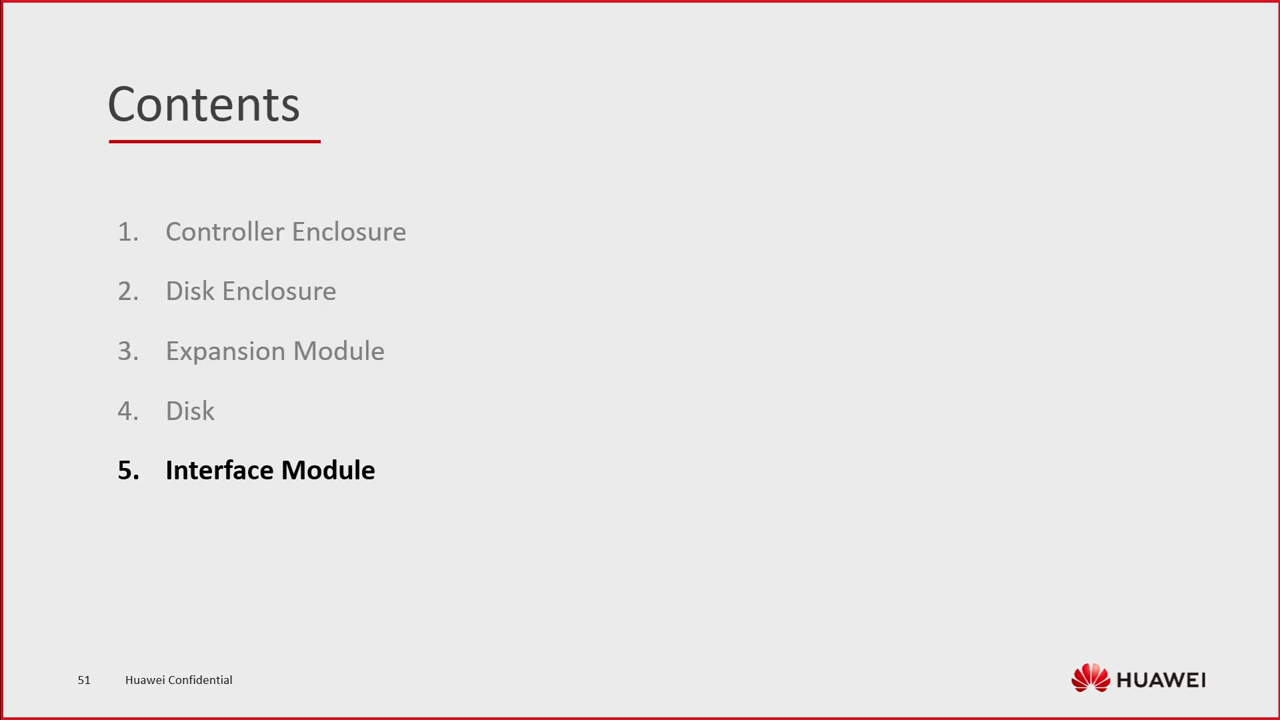 Contents
1. Controller Enclosure
2. Disk Enclosure
3. Expansion Module
4. Disk
5. Interface Module
51 Huawei Confidential
HUAWEI